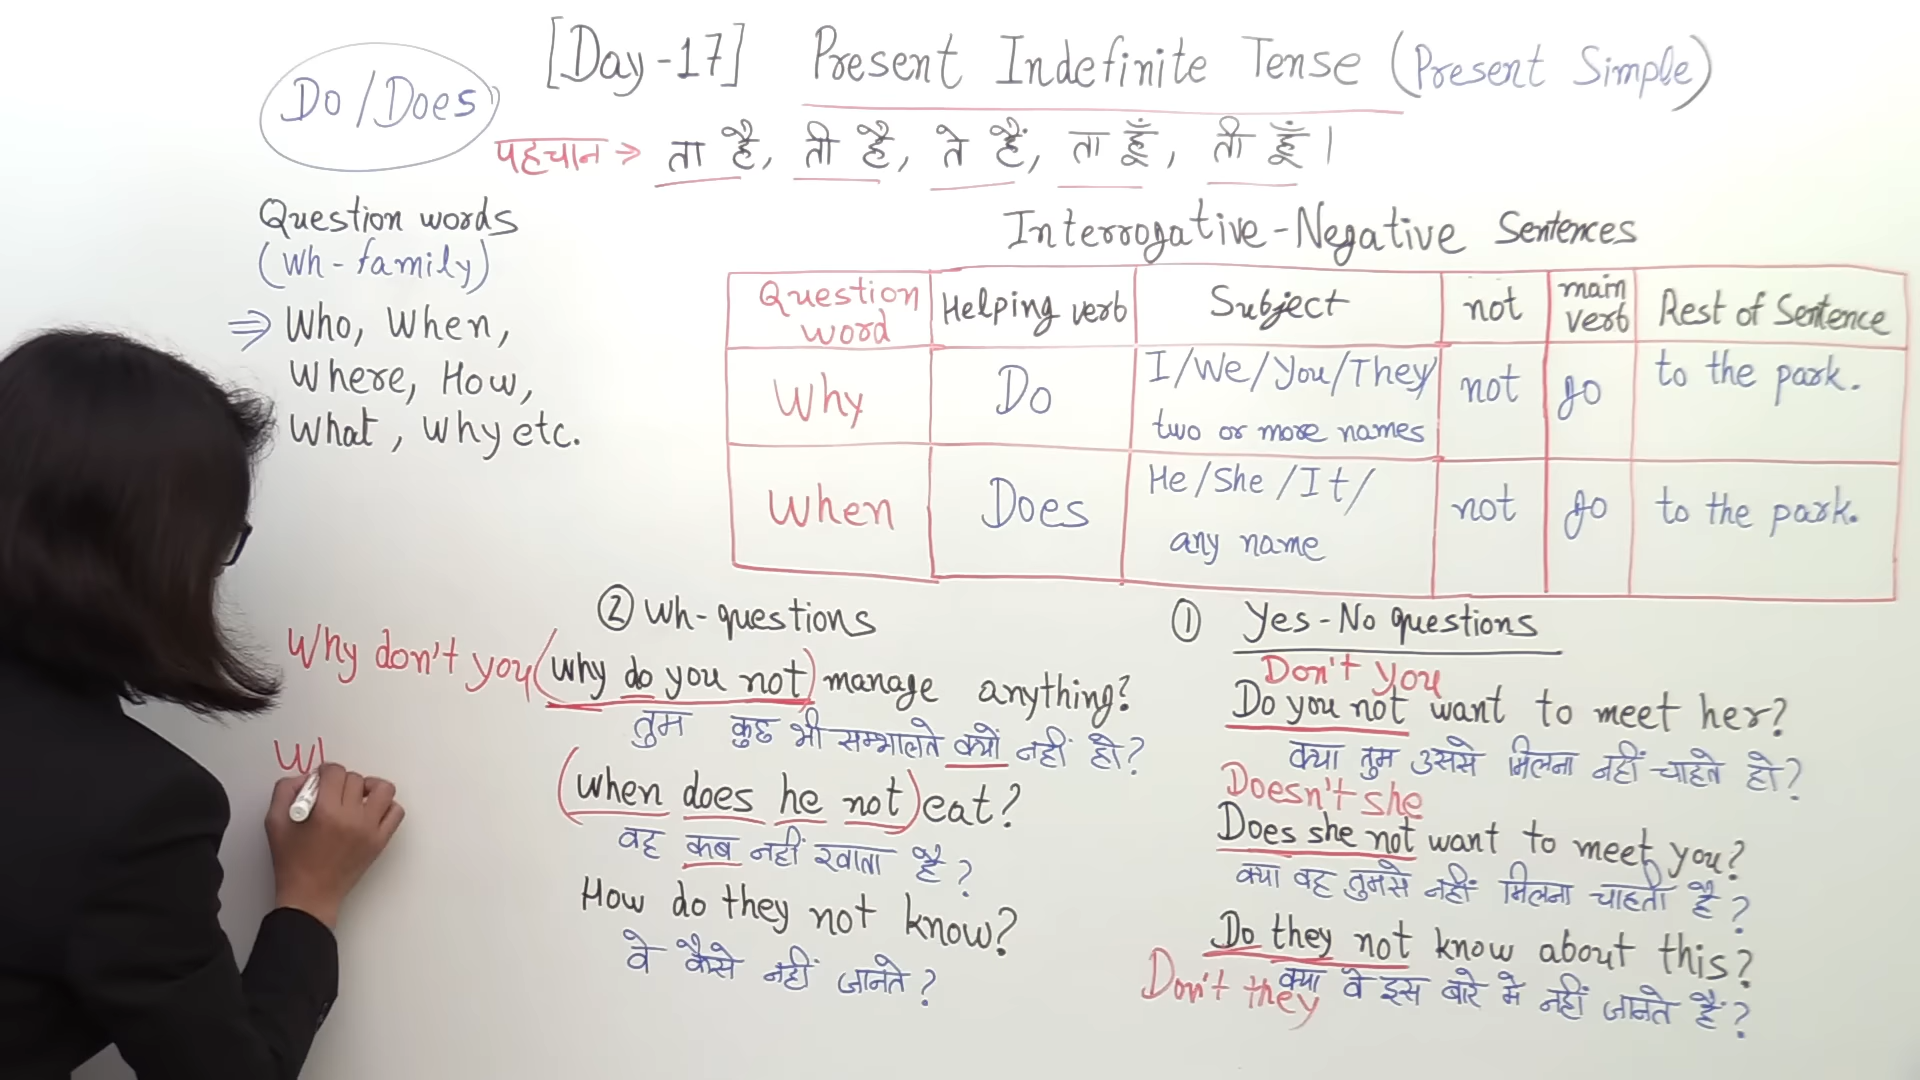 [Day-17] Present Indefinite Tense (Present Simple)
Do/Does
पहचान → ता है, ती है, ते हैं, ता हूँ, ती हूँ।
Question words
(Wh-family)
⇒ Who, When,
Where, How,
What, Why etc.
Interrogative-Negative Sentences
Question word | Helping verb | Subject | not | main verb | Rest of Sentence
Why | Do | I/We/You/They two or more names | not | go | to the park.
When | Does | He/She/It/ any name | not | go | to the park.
② Wh-questions
Why don't you (why do you not) manage anything?
तुम कुछ भी सम्भालते क्यों नहीं हो?
Wh
(when does he not) eat?
वह कब नहीं खाता है?
How do they not know?
वे कैसे नहीं जानते?
① Yes-No questions
Don't you
Do you not want to meet her?
क्या तुम उससे मिलना नहीं चाहते हो?
Doesn't she
Does she not want to meet you?
क्या वह तुमसे नहीं मिलना चाहती है?
Do they not know about this?
Don't they
क्या वे इस बारे मे नहीं जानते हैं?